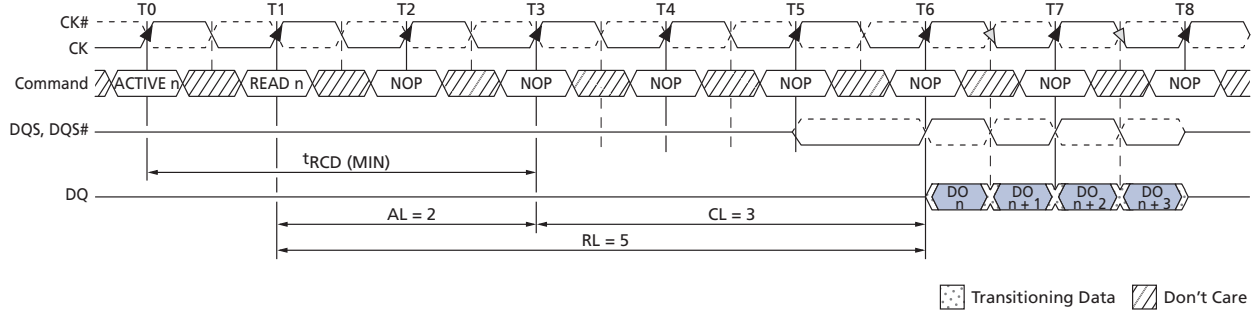 T0 T1 T2 T3 T4 T5 T6 T7 T8
CK#
CK
Command ACTIVE n READ n NOP NOP NOP NOP NOP NOP NOP
DQS, DQS#
tRCD (MIN)
DQ DO n DO n + 1 DO n + 2 DO n + 3
AL = 2 CL = 3
RL = 5
Transitioning Data Don't Care